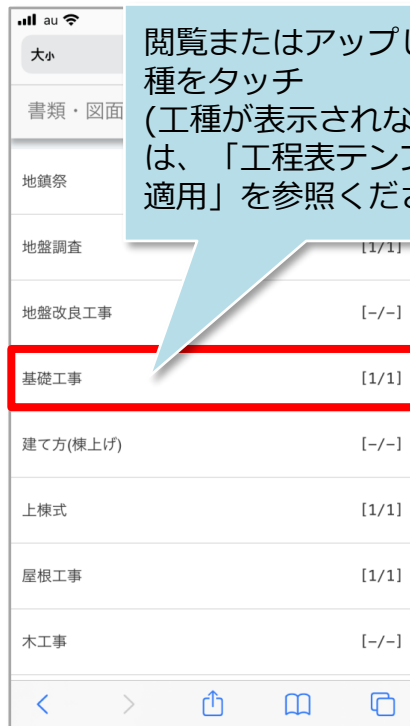 au
大小
閲覧またはアップし
種をタッチ
(工種が表示されな
は、「工程表テンプ
適用」を参照くださ
書類・図面
地鎮祭
地盤調査 [1/1]
地盤改良工事 [-/-]
基礎工事 [1/1]
建て方(棟上げ) [-/-]
上棟式 [1/1]
屋根工事 [1/1]
木工事 [-/-]